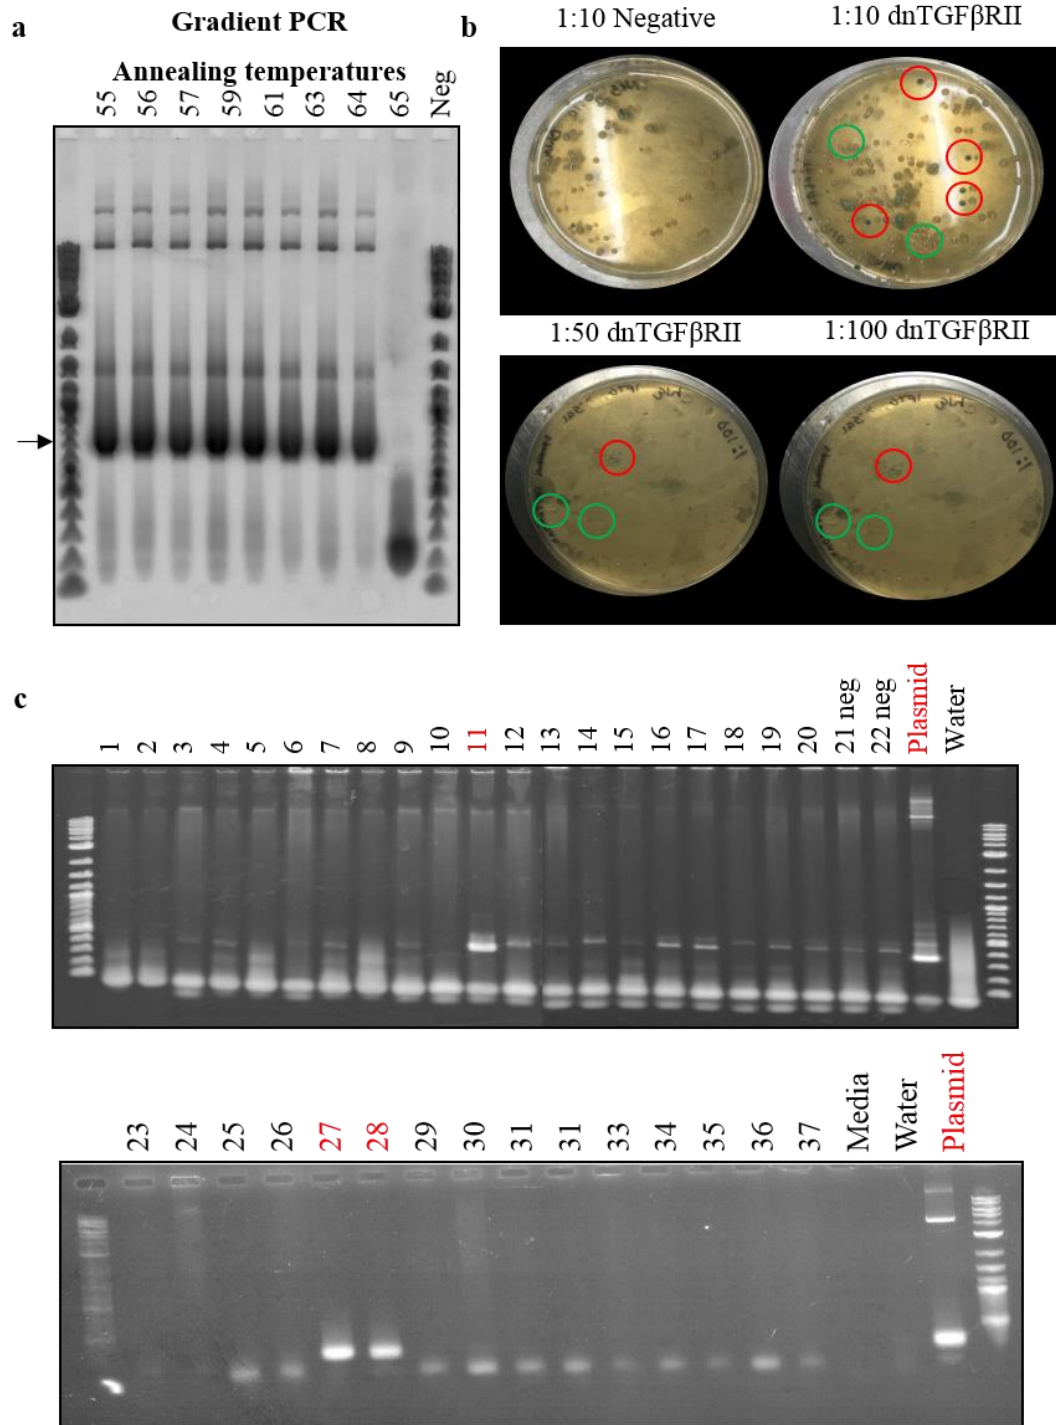 a
Gradient PCR
Annealing temperatures
55 56 57 59 61 63 64 65 Neg
b
1:10 Negative
1:10 dnTGFβRII
1:50 dnTGFβRII
1:100 dnTGFβRII
1:100
c
1 2 3 4 5 6 7 8 9 10 11 12 13 14 15 16 17 18 19 20 21 neg 22 neg Plasmid Water
23 24 25 26 27 28 29 30 31 31 33 34 35 36 37 Media Water Plasmid